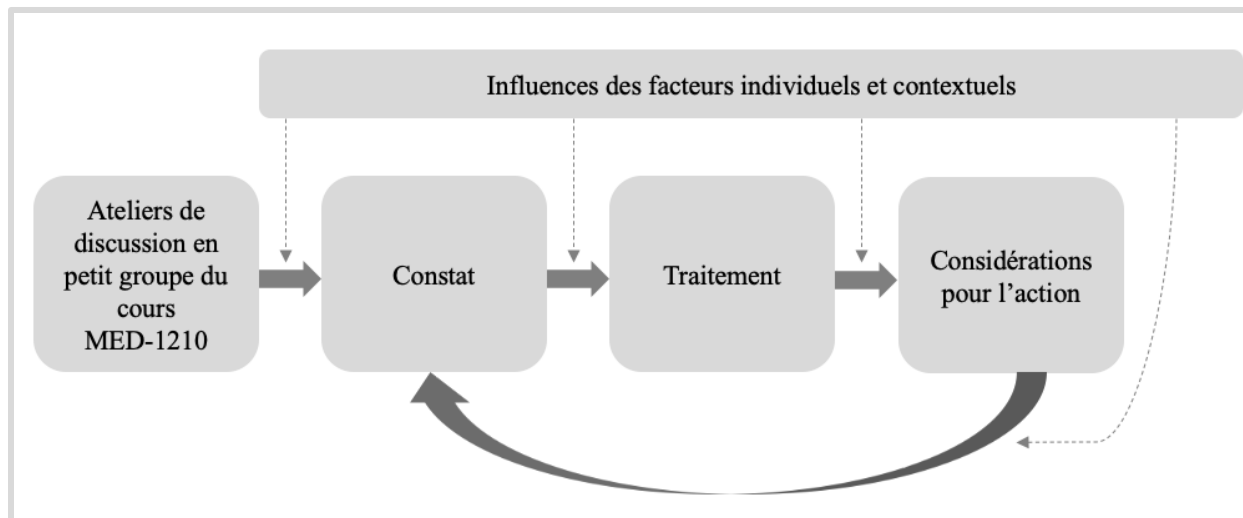 Influences des facteurs individuels et contextuels
Ateliers de
discussion en
petit groupe du
cours
MED-1210
Constat
Traitement
Considérations
pour l’action